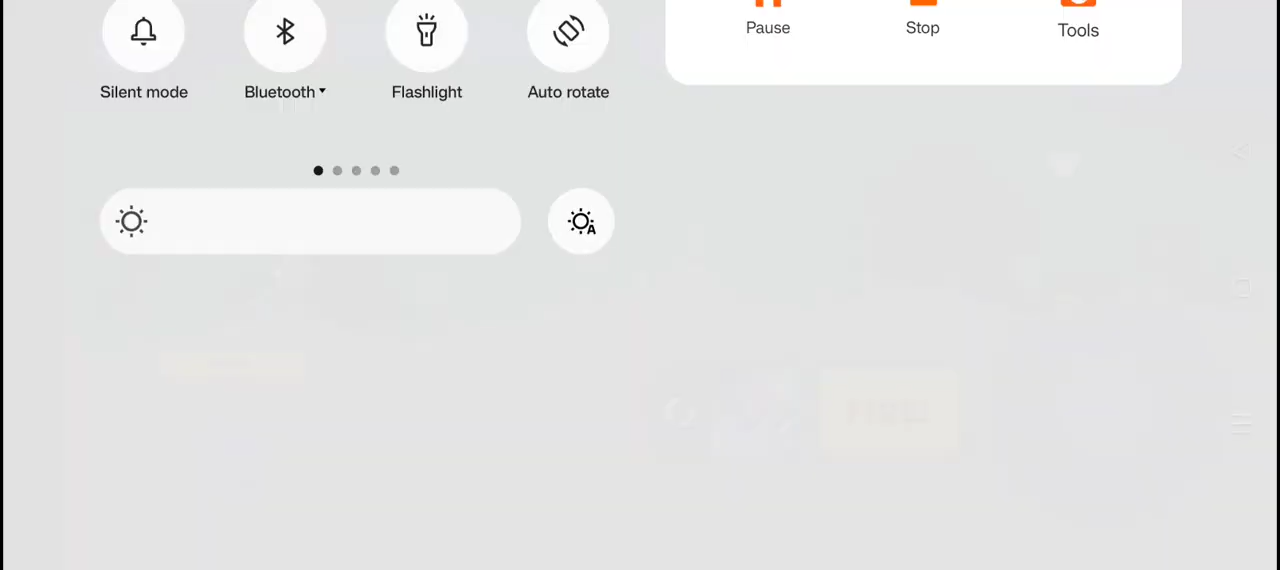 Pause
Stop
Tools
Silent mode
Bluetooth
Flashlight
Auto rotate
A